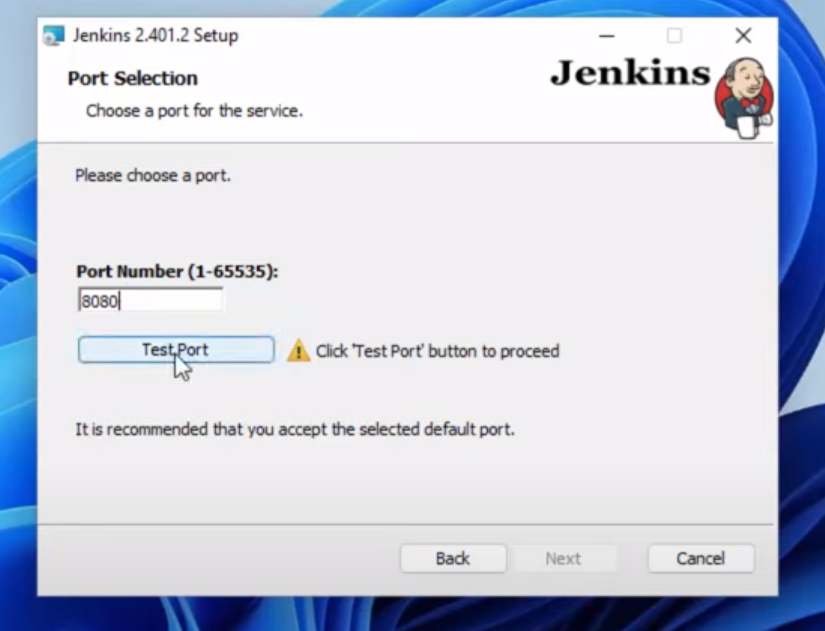 Jenkins 2.401.2 Setup
Port Selection
Jenkins
Choose a port for the service.
Please choose a port.
Port Number (1-65535):
8080
Test Port
Click 'Test Port' button to proceed
It is recommended that you accept the selected default port.
Back
Next
Cancel